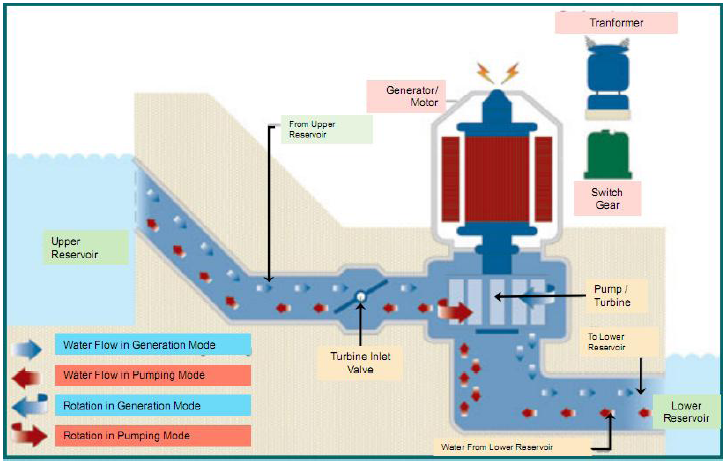 Tranformer
Generator/
Motor
From Upper
Reservoir
Switch
Gear
Upper
Reservoir
Pump /
Turbine
To Lower
Reservoir
Turbine Inlet
Valve
Lower
Reservoir
Water From Lower Reservoir
Water Flow in Generation Mode
Water Flow in Pumping Mode
Rotation in Generation Mode
Rotation in Pumping Mode